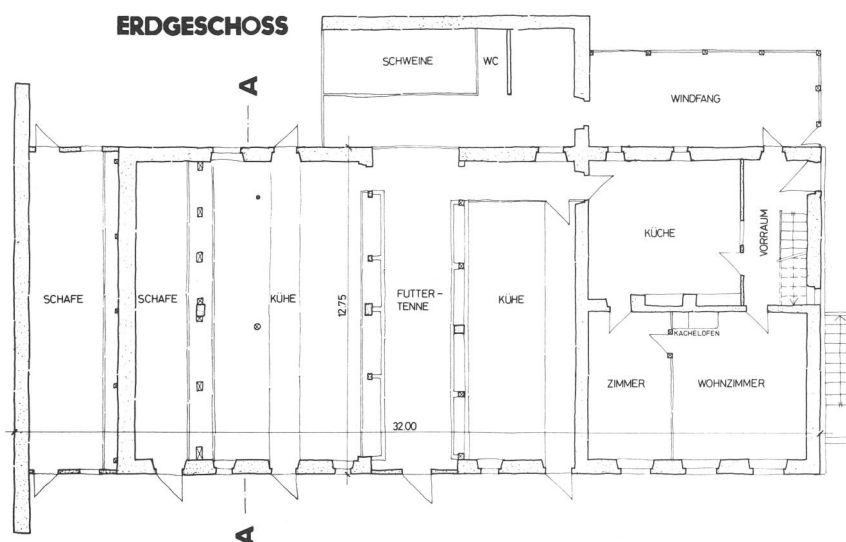 ERDGESCHOSS
A
SCHWEINE
WC
WINDFANG
SCHAFE
SCHAFE
KÜHE
12.75
FUTTER-
TENNE
KÜHE
KÜCHE
VORRAUM
KACHELOFEN
ZIMMER
WOHNZIMMER
32.00
A